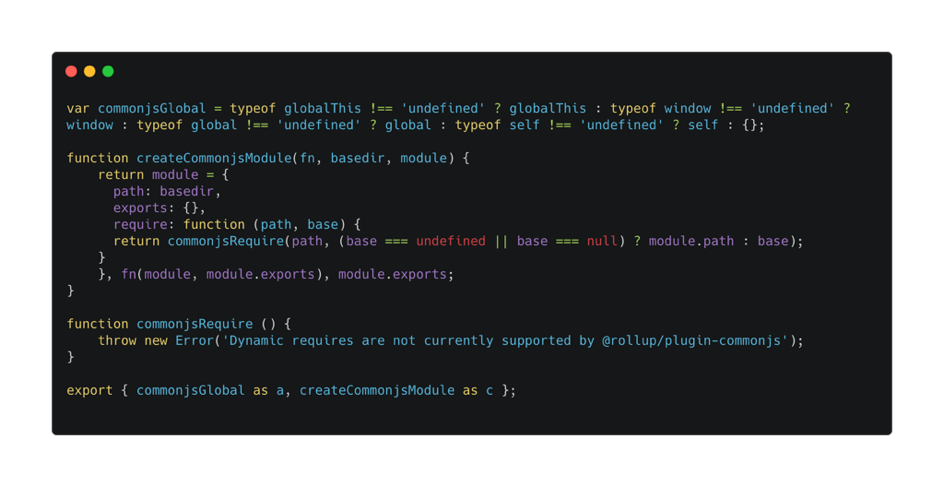 var commonjsGlobal = typeof globalThis !== 'undefined' ? globalThis : typeof window !== 'undefined' ?
window : typeof global !== 'undefined' ? global : typeof self !== 'undefined' ? self : {};

function createCommonjsModule(fn, basedir, module) {
    return module = {
      path: basedir,
      exports: {},
      require: function (path, base) {
      return commonjsRequire(path, (base === undefined || base === null) ? module.path : base);
    }
    }, fn(module, module.exports), module.exports;
}

function commonjsRequire () {
    throw new Error('Dynamic requires are not currently supported by @rollup/plugin-commonjs');
}

export { commonjsGlobal as a, createCommonjsModule as c };